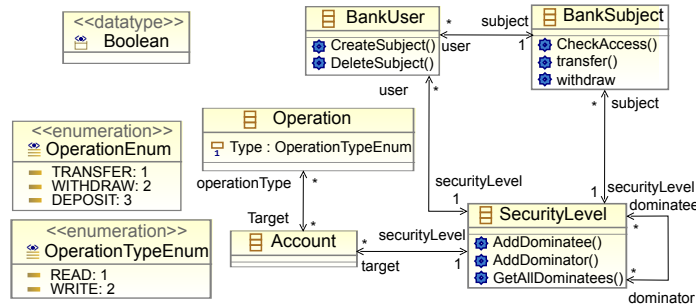 <<datatype>>
Boolean
BankUser
CreateSubject()
DeleteSubject()
*
subject
user
1
BankSubject
CheckAccess()
transfer()
withdraw
user
*
*
subject
Operation
1
Type : OperationTypeEnum
<<enumeration>>
OperationEnum
TRANSFER: 1
WITHDRAW: 2
DEPOSIT: 3
operationType
*
Target
*
1
securityLevel
1
securityLevel
dominatee
<<enumeration>>
OperationTypeEnum
READ: 1
WRITE: 2
Account
*
securityLevel
target
1
SecurityLevel
AddDominatee()
AddDominator()
GetAllDominatees()
*
*
dominator